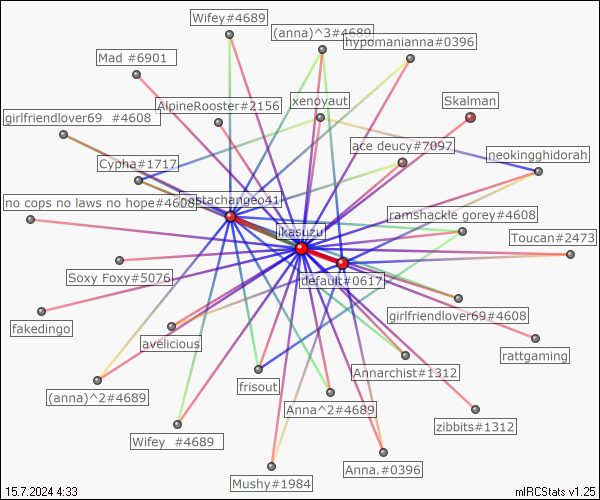 Wifey#4689
(anna)^3#4689
hypomanianna#0396
Mad #6901
AlpineRooster#2156
xenoyaut
Skalman
girlfriendlover69  #4608
ace deucy#7097
Cypha#1717
neokingghidorah
no cops no laws no hope#4608
stachangeo41
ramshackle gorey#4608
ikasuzu
Toucan#2473
Soxy Foxy#5076
default#0617
fakedingo
girlfriendlover69#4608
avelicious
rattgaming
Annarchist#1312
frisout
(anna)^2#4689
Anna^2#4689
zibbits#1312
Wifey  #4689
Anna.#0396
Mushy#1984
15.7.2024 4:33
mIRCStats v1.25